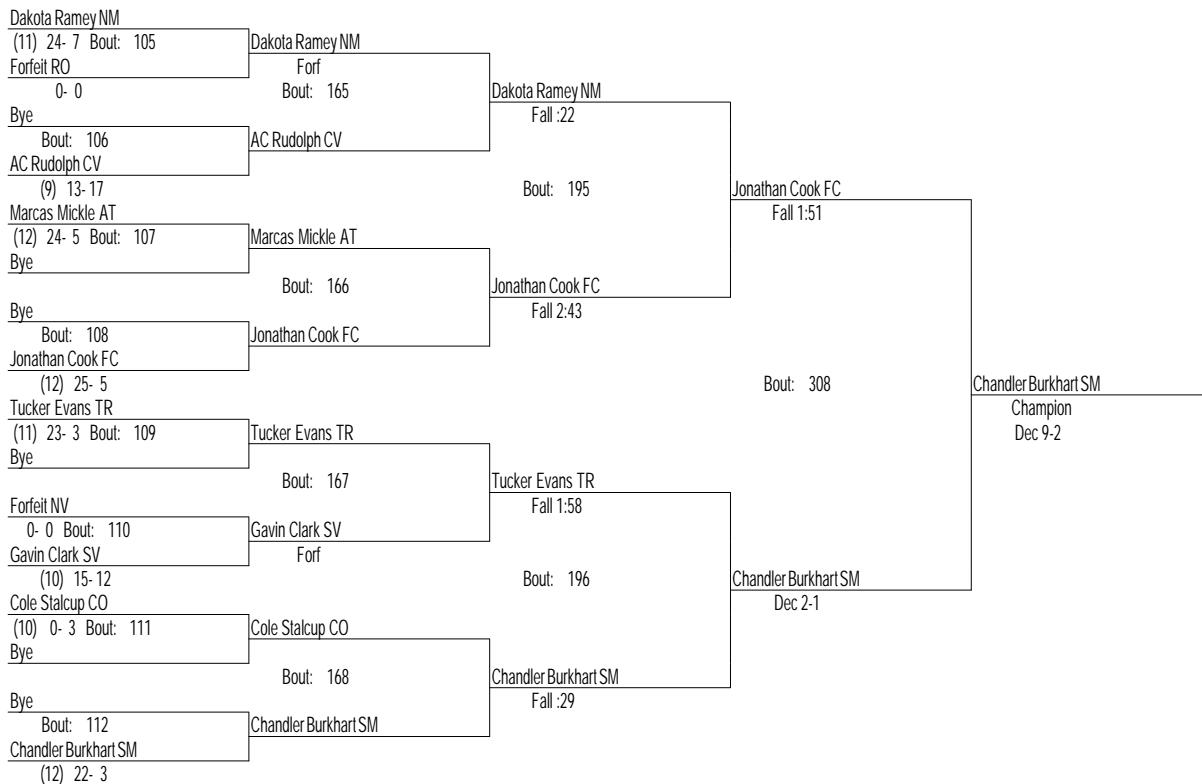 Dakota Ramey NM
(11) 24- 7 Bout: 105
Forfeit RO
0- 0
Bye
Bout: 106
AC Rudolph CV
(9) 13- 17
Marcas Mickle AT
(12) 24- 5 Bout: 107
Bye
Bye
Bout: 108
Jonathan Cook FC
(12) 25- 5
Tucker Evans TR
(11) 23- 3 Bout: 109
Bye
Forfeit NV
0- 0 Bout: 110
Gavin Clark SV
(10) 15- 12
Cole Stalcup CO
(10) 0- 3 Bout: 111
Bye
Bye
Bout: 112
Chandler Burkhart SM
(12) 22- 3
Dakota Ramey NM
Forf
Bout: 165
AC Rudolph CV
Marcas Mickle AT
Bout: 166
Jonathan Cook FC
Tucker Evans TR
Bout: 167
Gavin Clark SV
Forf
Cole Stalcup CO
Bout: 168
Chandler Burkhart SM
Dakota Ramey NM
Fall :22
Bout: 195
Jonathan Cook FC
Fall 2:43
Tucker Evans TR
Fall 1:58
Bout: 196
Chandler Burkhart SM
Fall :29
Jonathan Cook FC
Fall 1:51
Bout: 308
Chandler Burkhart SM
Dec 2-1
Chandler Burkhart SM
Champion
Dec 9-2